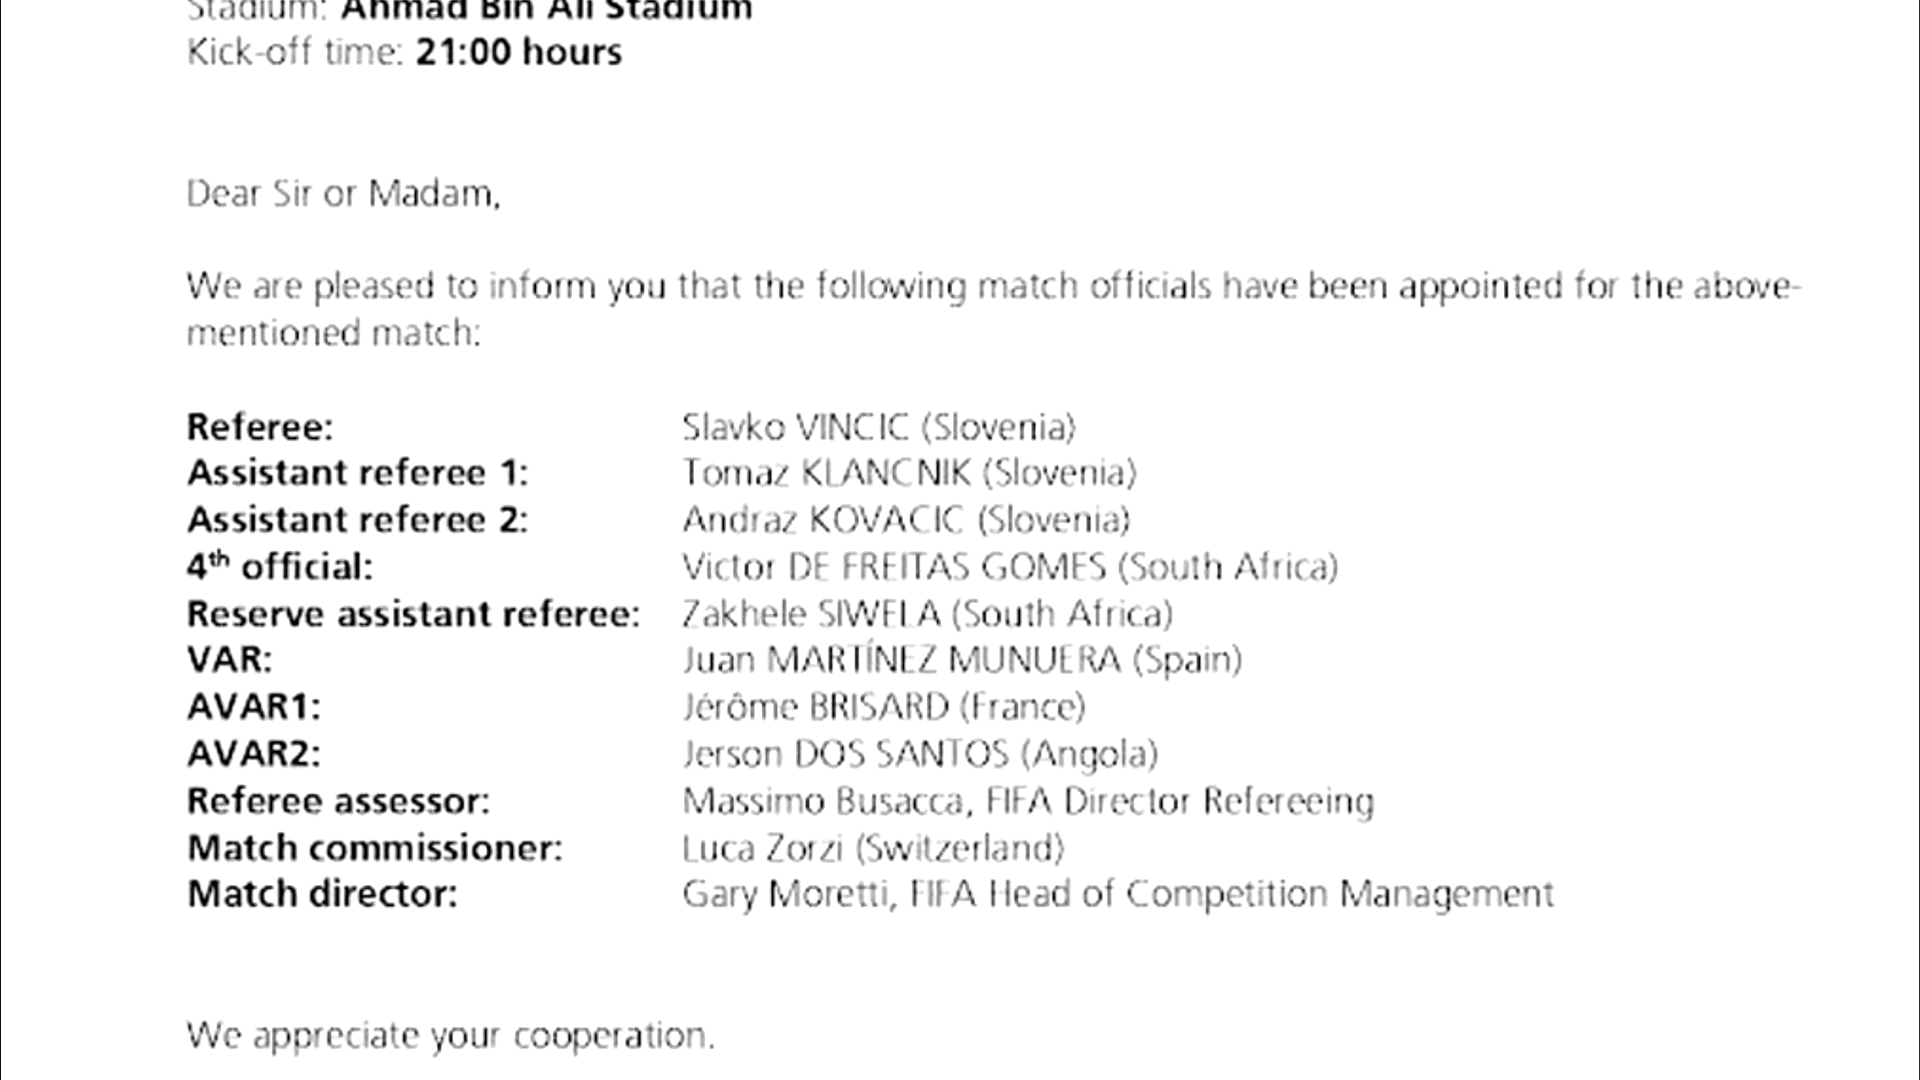 Stadium: Ahmad Bin Ali Stadium
Kick-off time: 21:00 hours
Dear Sir or Madam,
We are pleased to inform you that the following match officials have been appointed for the above-
mentioned match:
Referee: Slavko VINCIC (Slovenia)
Assistant referee 1: Tomaz KLANCNIK (Slovenia)
Assistant referee 2: Andraz KOVACIC (Slovenia)
4th official: Victor DE FREITAS GOMES (South Africa)
Reserve assistant referee: Zakhele SIWELA (South Africa)
VAR: Juan MARTÍNEZ MUNUERA (Spain)
AVAR1: Jérôme BRISARD (France)
AVAR2: Jerson DOS SANTOS (Angola)
Referee assessor: Massimo Busacca, FIFA Director Refereeing
Match commissioner: Luca Zorzi (Switzerland)
Match director: Gary Moretti, FIFA Head of Competition Management
We appreciate your cooperation.